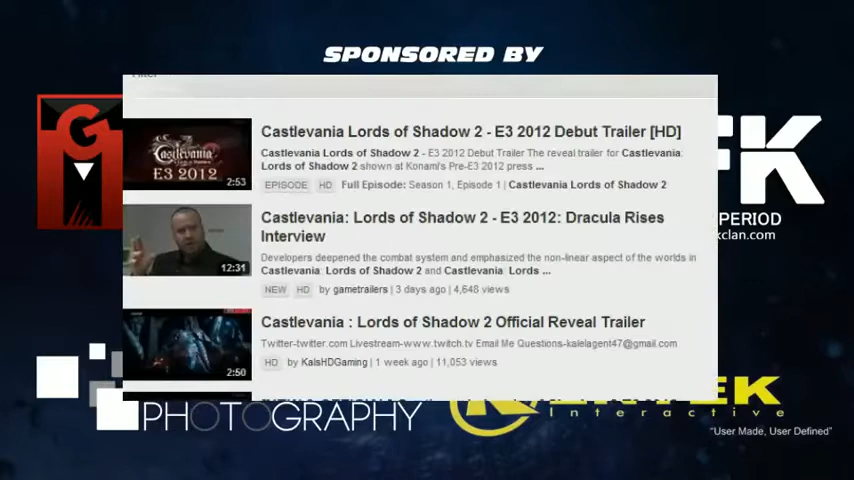 SPONSORED BY
Castlevania Lords of Shadow 2 - E3 2012 Debut Trailer [HD]
Castlevania Lords of Shadow 2 - E3 2012 Debut Trailer The reveal trailer for Castlevania:
Lords of Shadow 2 shown at Konami's Pre-E3 2012 press ...
EPISODE HD Full Episode: Season 1, Episode 1 | Castlevania Lords of Shadow 2
Castlevania
E3 2012
2:53
Castlevania: Lords of Shadow 2 - E3 2012: Dracula Rises
Interview
Developers deepened the combat system and emphasized the non-linear aspect of the worlds in
Castlevania: Lords of Shadow 2 and Castlevania: Lords ...
NEW HD by gametrailers | 3 days ago | 4,648 views
12:31
Castlevania : Lords of Shadow 2 Official Reveal Trailer
Twitter-twitter.com Livestream-www.twitch.tv Email Me Questions-kaielagent47@gmail.com
HD by KalsHDGaming | 1 week ago | 11,053 views
2:50
G
FK
PERIOD
kclan.com
PHOTOGRAPHY
EK
Interactive
"User Made, User Defined"